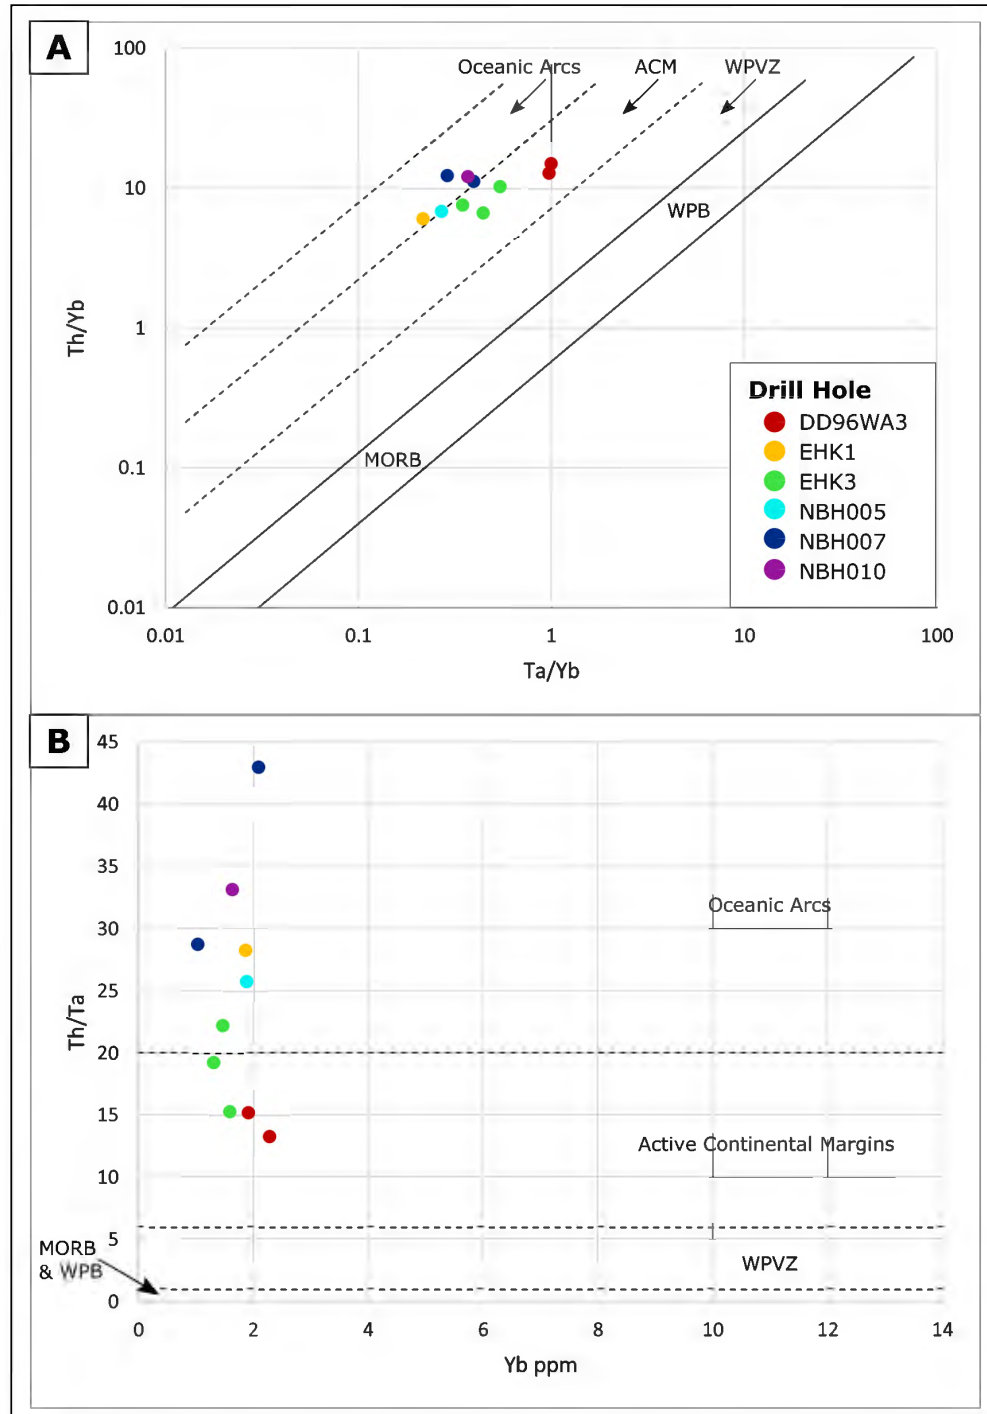 A
100
Oceanic Arcs ACM WPVZ
10
WPB
Th/Yb
1
MORB
0.1
0.01
Drill Hole
DD96WA3
EHK1
EHK3
NBH005
NBH007
NBH010
0.01 0.1 1 10 100
Ta/Yb
B
45
40
35
Oceanic Arcs
30
25
Th/Ta
20
15
Active Continental Margins
10
5
MORB
& WPB
WPVZ
0
0 2 4 6 8 10 12 14
Yb ppm